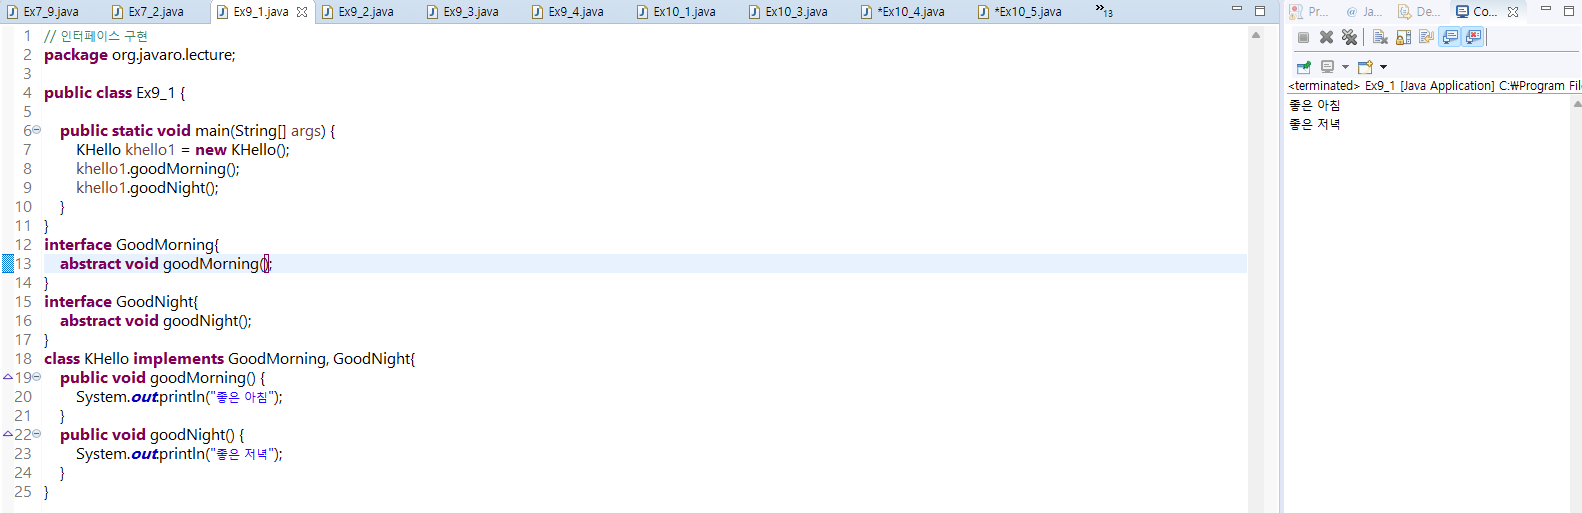 Ex7_9.java Ex7_2.java Ex9_1.java Ex9_2.java Ex9_3.java Ex9_4.java Ex10_1.java Ex10_3.java *Ex10_4.java *Ex10_5.java »13
Pr... @ Ja... De... Co...
1 // 인터페이스 구현
2 package org.javaro.lecture;
3
4 public class Ex9_1 {
5
6 public static void main(String[] args) {
7 KHello khello1 = new KHello();
8 khello1.goodMorning();
9 khello1.goodNight();
10 }
11 }
12 interface GoodMorning{
13 abstract void goodMorning();
14 }
15 interface GoodNight{
16 abstract void goodNight();
17 }
18 class KHello implements GoodMorning, GoodNight{
19 public void goodMorning() {
20 System.out.println("좋은 아침");
21 }
22 public void goodNight() {
23 System.out.println("좋은 저녁");
24 }
25 }
<terminated> Ex9_1 [Java Application] C:₩Program File
좋은 아침
좋은 저녁